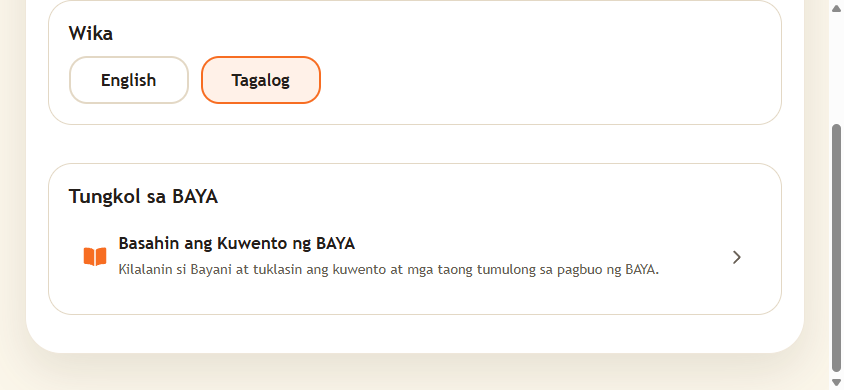 Wika
English
Tagalog
Tungkol sa BAYA
Basahin ang Kuwento ng BAYA
Kilalanin si Bayani at tuklasin ang kuwento at mga taong tumulong sa pagbuo ng BAYA.